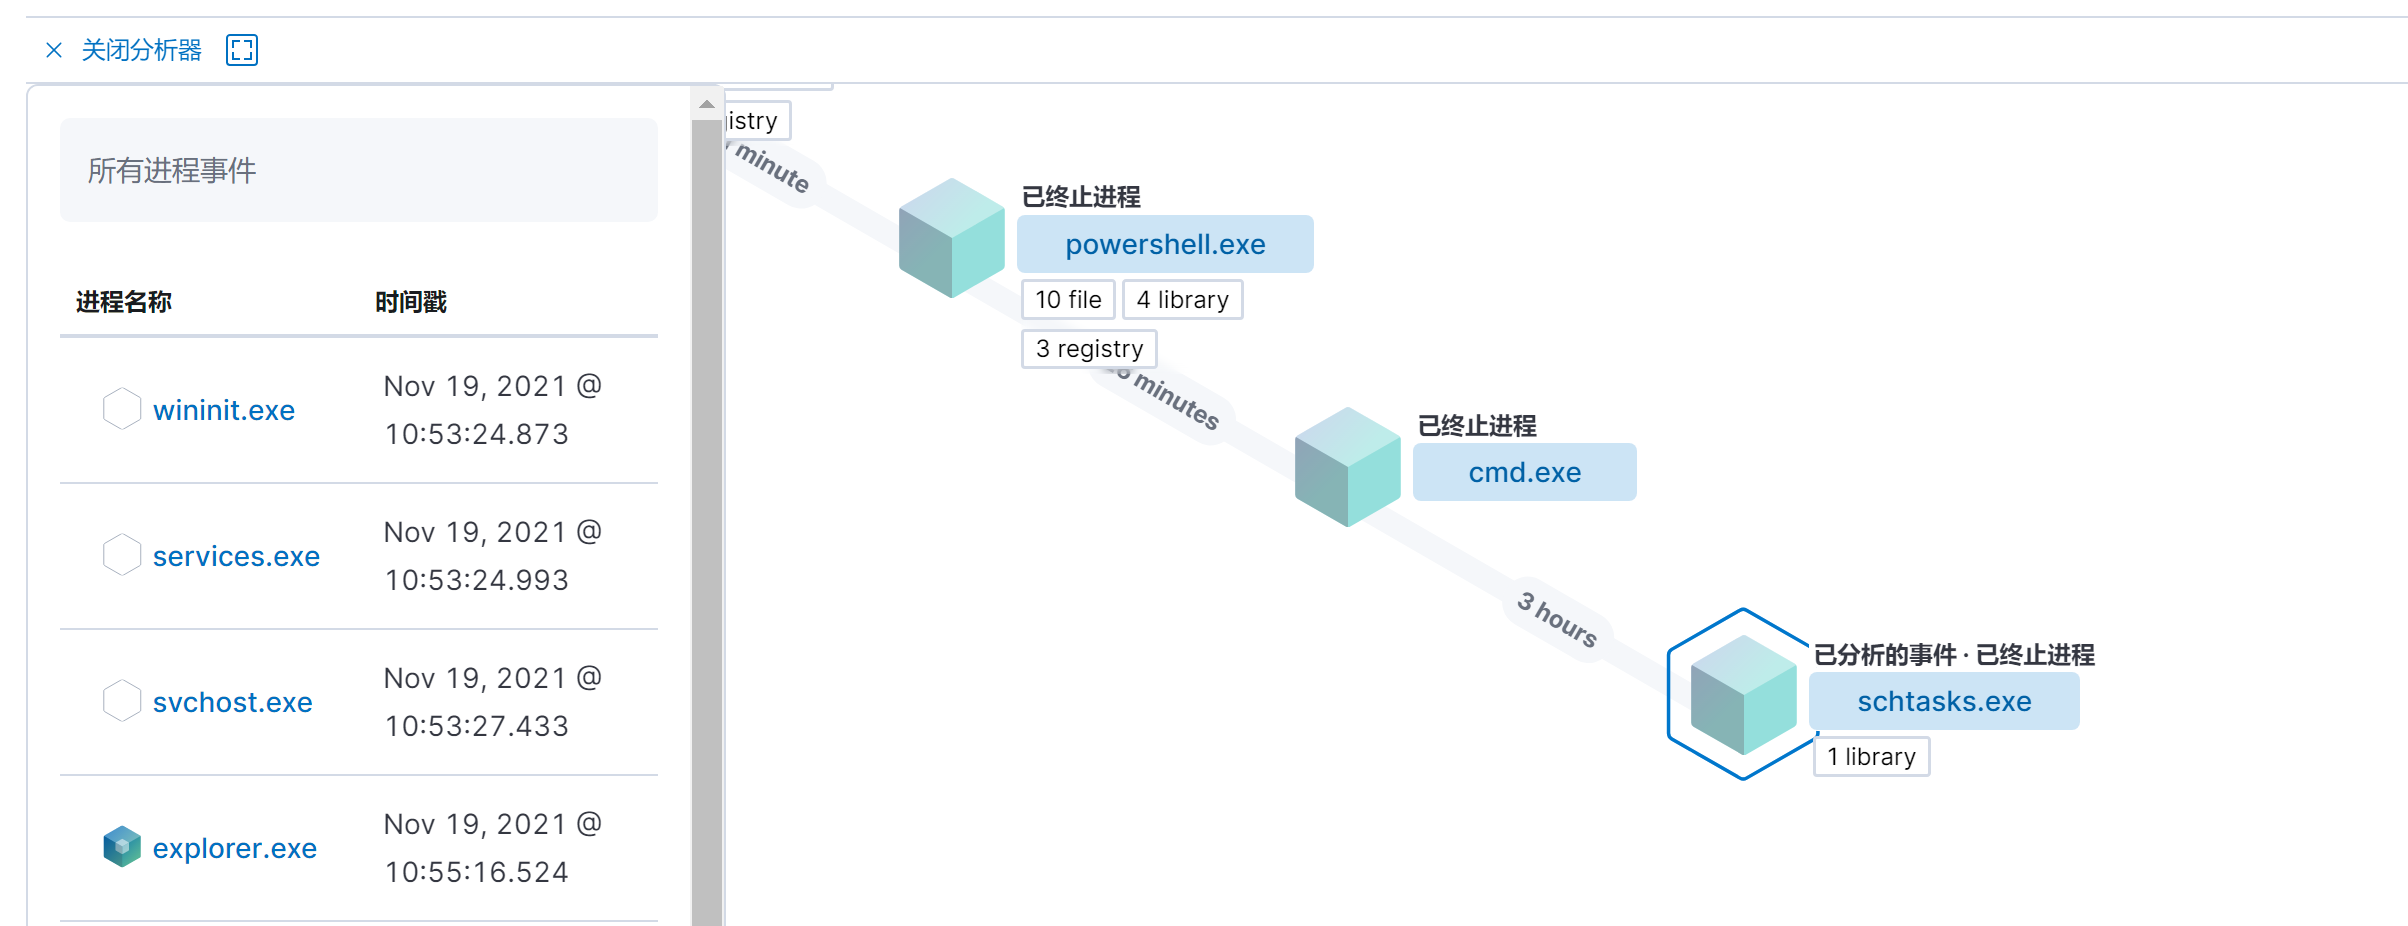 关闭分析器
所有进程事件
进程名称 时间戳
wininit.exe
Nov 19, 2021 @
10:53:24.873
services.exe
Nov 19, 2021 @
10:53:24.993
svchost.exe
Nov 19, 2021 @
10:53:27.433
explorer.exe
Nov 19, 2021 @
10:55:16.524
minute
已终止进程
powershell.exe
10 file 4 library
3 registry
minutes
已终止进程
cmd.exe
3 hours
已分析的事件 · 已终止进程
schtasks.exe
1 library